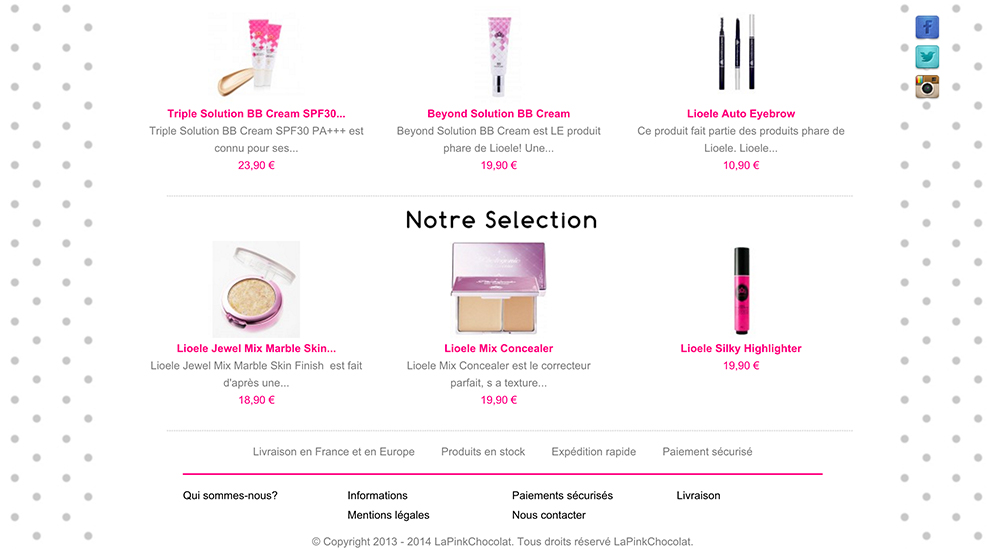 Triple Solution BB Cream SPF30...
Triple Solution BB Cream SPF30 PA+++ est
connu pour ses...
23,90 €
Beyond Solution BB Cream
Beyond Solution BB Cream est LE produit
phare de Lioele! Une...
19,90 €
Lioele Auto Eyebrow
Ce produit fait partie des produits phare de
Lioele. Lioele...
10,90 €
Notre Selection
Lioele Jewel Mix Marble Skin...
Lioele Jewel Mix Marble Skin Finish est fait
d'après une...
18,90 €
Lioele Mix Concealer
Lioele Mix Concealer est le correcteur
parfait, s a texture...
19,90 €
Lioele Silky Highlighter
19,90 €
Livraison en France et en Europe
Produits en stock
Expédition rapide
Paiement sécurisé
Qui sommes-nous?
Informations
Mentions légales
Paiements sécurisés
Nous contacter
Livraison
© Copyright 2013 - 2014 LaPinkChocolat. Tous droits réservé LaPinkChocolat.